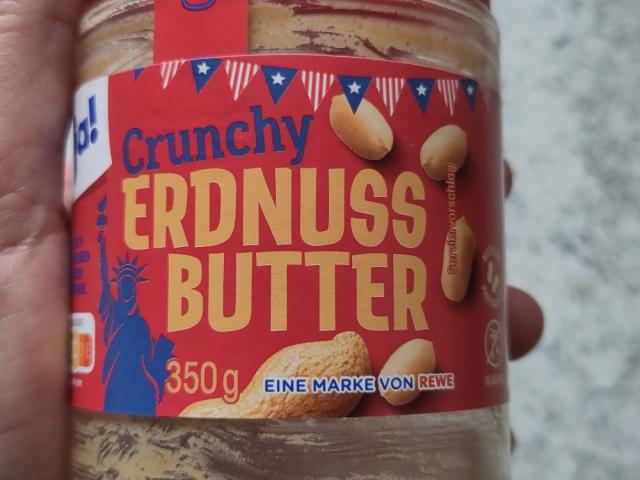 ja!
Crunchy
ERDNUSS
BUTTER
Serviervorschlag
350 g
EINE MARKE VON REWE